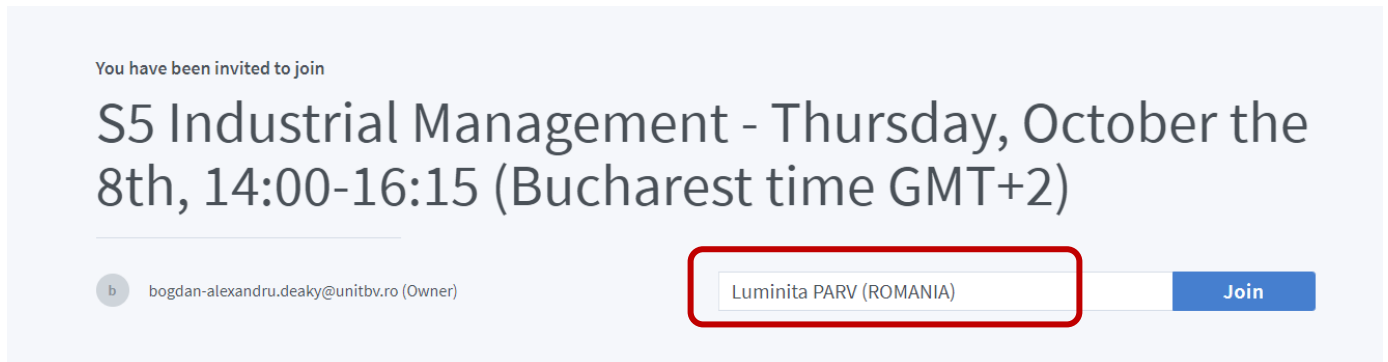 You have been invited to join
S5 Industrial Management - Thursday, October the
8th, 14:00-16:15 (Bucharest time GMT+2)
b
bogdan-alexandru.deaky@unitbv.ro (Owner)
Luminita PARV (ROMANIA)
Join